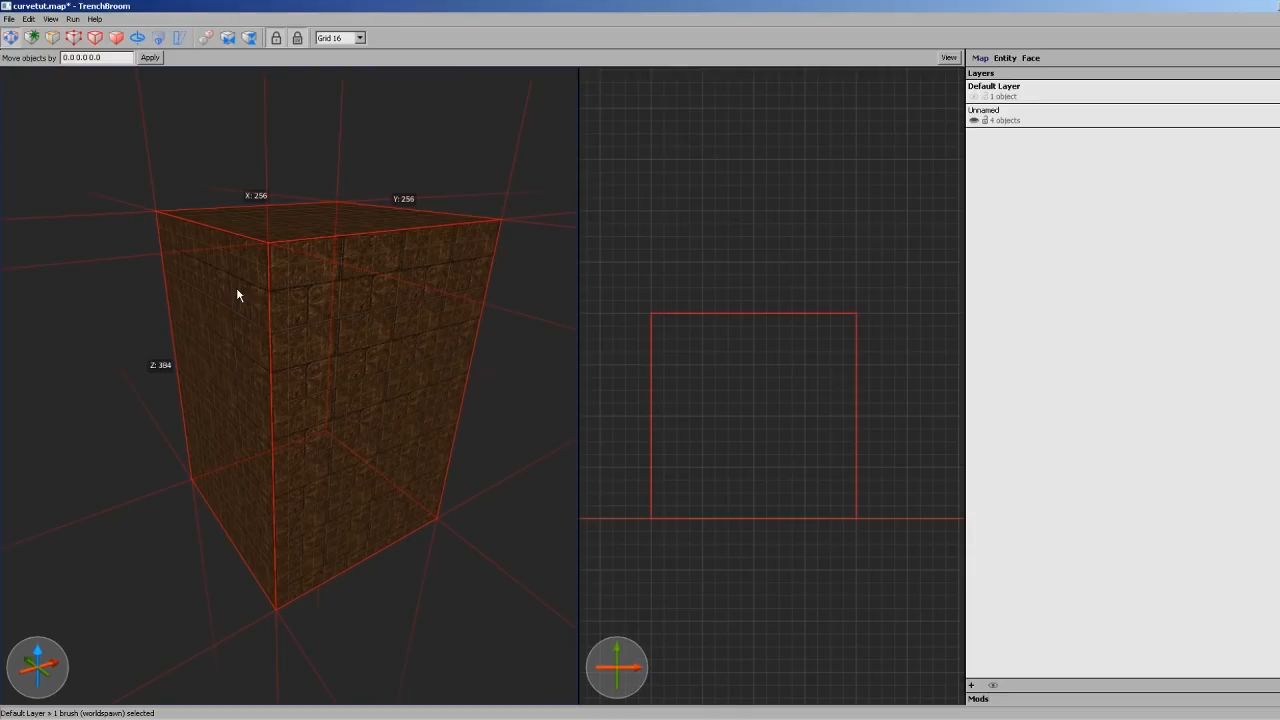 curvetut.map* - TrenchBroom
File Edit View Run Help
Grid 16
Move objects by 0.0 0.0 0.0 Apply View
Map Entity Face
Layers
Default Layer
1 object
Unnamed
4 objects
X: 256
Y: 256
Z: 384
Mods
Default Layer > 1 brush (worldspawn) selected